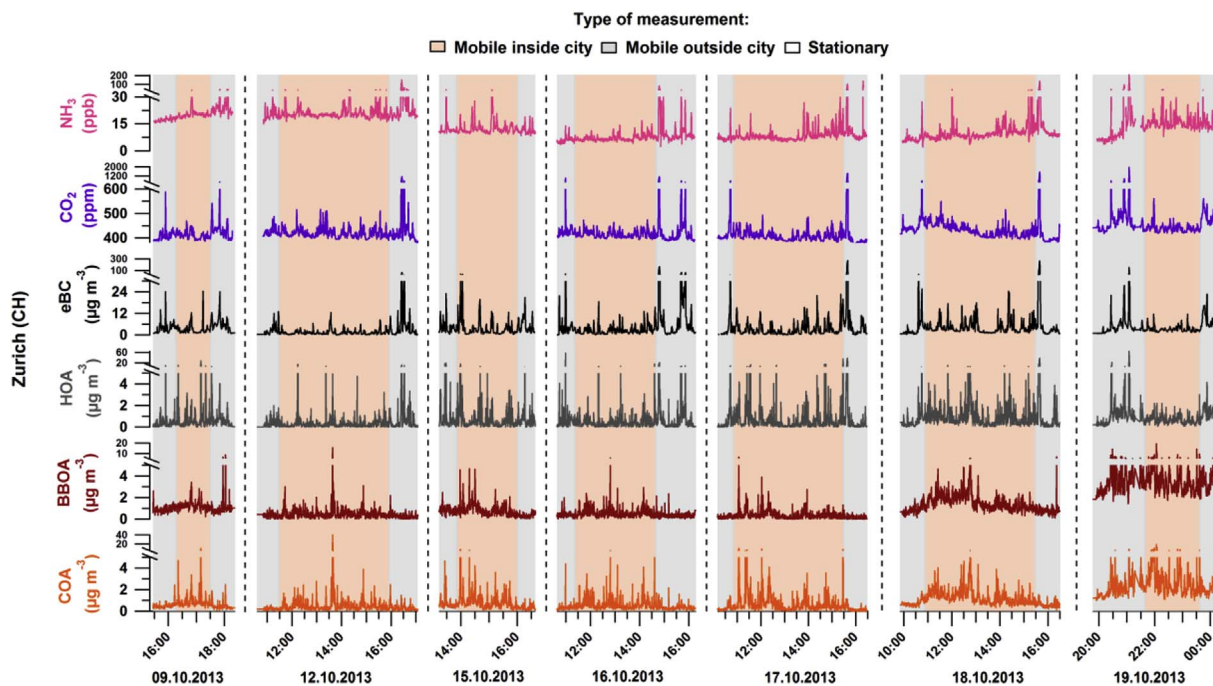 Type of measurement:
Mobile inside city Mobile outside city Stationary
Zurich (CH)
NH3
(ppb)
200
100
30
15
0
CO2
(ppm)
2000
1200
600
500
400
eBC
(µg m-3)
300
100
24
12
0
HOA
(µg m-3)
60
20
4
2
0
BBOA
(µg m-3)
20
10
4
2
0
COA
(µg m-3)
40
20
4
2
0
16:00 18:00 12:00 14:00 16:00 14:00 16:00 12:00 14:00 16:00 12:00 14:00 16:00 10:00 12:00 14:00 16:00 20:00 22:00 00:00
09.10.2013 12.10.2013 15.10.2013 16.10.2013 17.10.2013 18.10.2013 19.10.2013